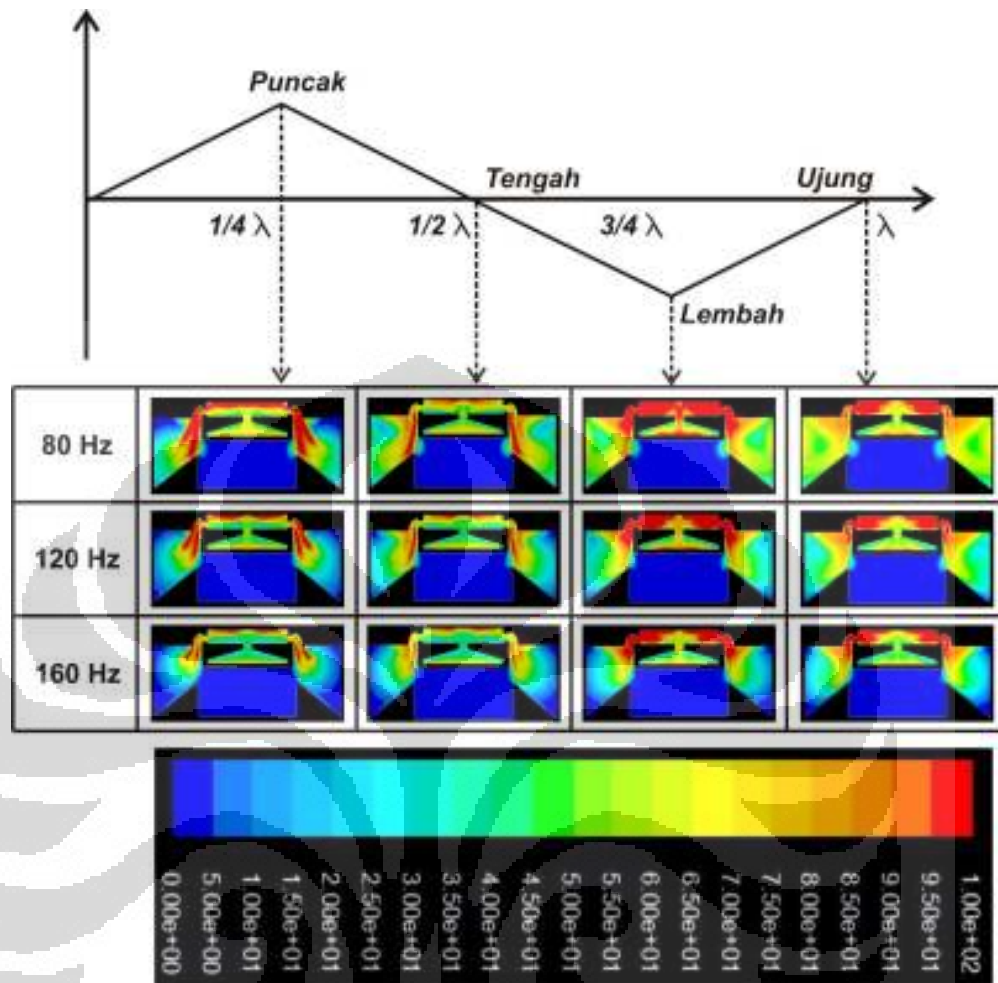 Puncak
Tengah
Ujung
1/4 λ
1/2 λ
3/4 λ
λ
Lembah
80 Hz
120 Hz
160 Hz
0.00e+00
5.00e+00
1.00e+01
1.50e+01
2.00e+01
2.50e+01
3.00e+01
3.50e+01
4.00e+01
4.50e+01
5.00e+01
5.50e+01
6.00e+01
6.50e+01
7.00e+01
7.50e+01
8.00e+01
8.50e+01
9.00e+01
9.50e+01
1.00e+02